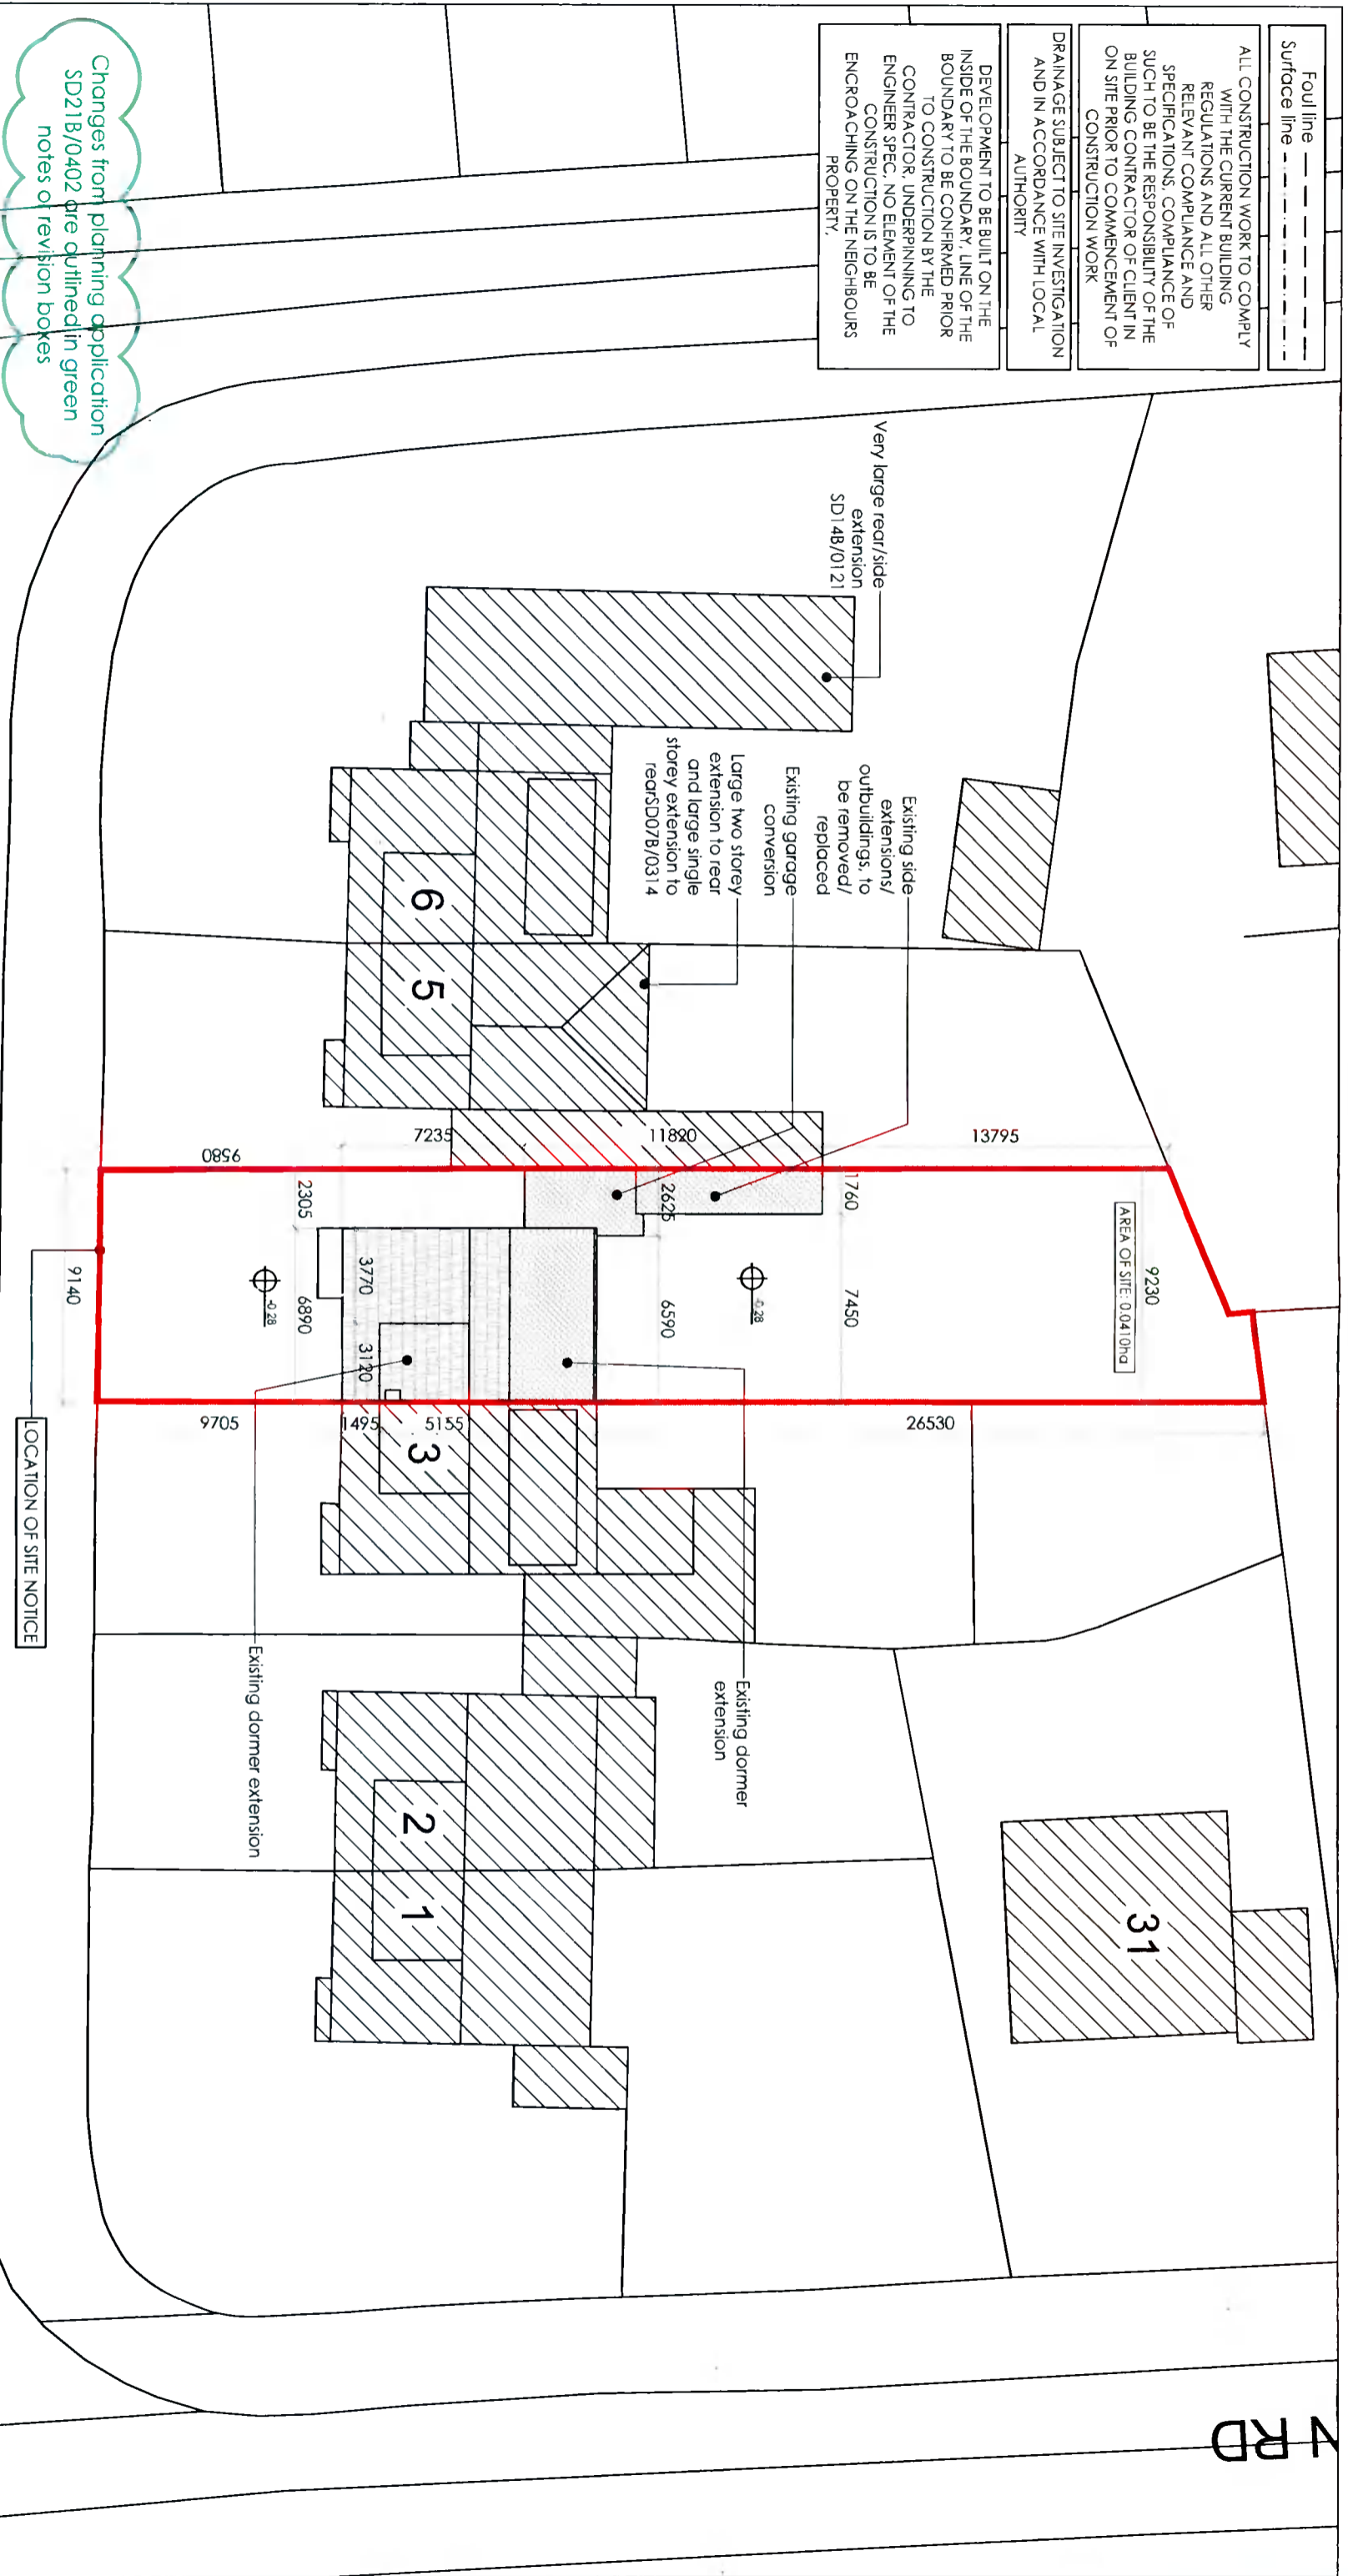 Foul line
Surface line
ALL CONSTRUCTION WORK TO COMPLY
WITH THE CURRENT BUILDING
REGULATIONS AND ALL OTHER
RELEVANT COMPLIANCE AND
SPECIFICATIONS. COMPLIANCE OF
SUCH TO BE THE RESPONSIBILITY OF THE
BUILDING CONTRACTOR OF CLIENT IN
ON SITE PRIOR TO COMMENCEMENT OF
CONSTRUCTION WORK
DRAINAGE SUBJECT TO SITE INVESTIGATION
AND IN ACCORDANCE WITH LOCAL
AUTHORITY
DEVELOPMENT TO BE BUILT ON THE
INSIDE OF THE BOUNDARY. LINE OF THE
BOUNDARY TO BE CONFIRMED PRIOR
TO CONSTRUCTION BY THE
CONTRACTOR. UNDERPINNING TO
ENGINEER SPEC. NO ELEMENT OF THE
CONSTRUCTION IS TO BE
ENCROACHING ON THE NEIGHBOURS
PROPERTY.
Changes from planning application
SD21B/0402 are outlined in green
notes of revision boxes
Very large rear/side
extension
SD14B/0121
Existing side
extensions/
outbuildings, to
be removed/
replaced
Existing garage
conversion
Large two storey
extension to rear
and large single
storey extension to
rearSD07B/0314
6
5
7235
11820
13795
9580
2305
2625
1760
AREA OF SITE: 0.0410ha
9230
3770
6890
3120
6590
7450
-0.28
-0.28
9140
LOCATION OF SITE NOTICE
9705
1495
5155
26530
3
Existing dormer
extension
Existing dormer extension
2
1
31
N RD